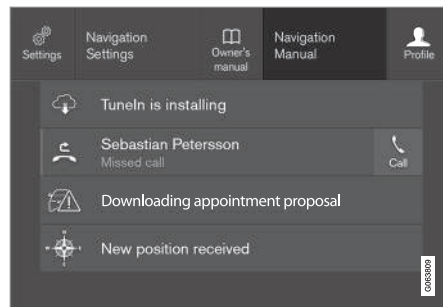 Settings
Navigation
Settings
Owner's
manual
Navigation
Manual
Profile
TuneIn is installing
Sebastian Petersson
Missed call
Call
Downloading appointment proposal
New position received
G063809